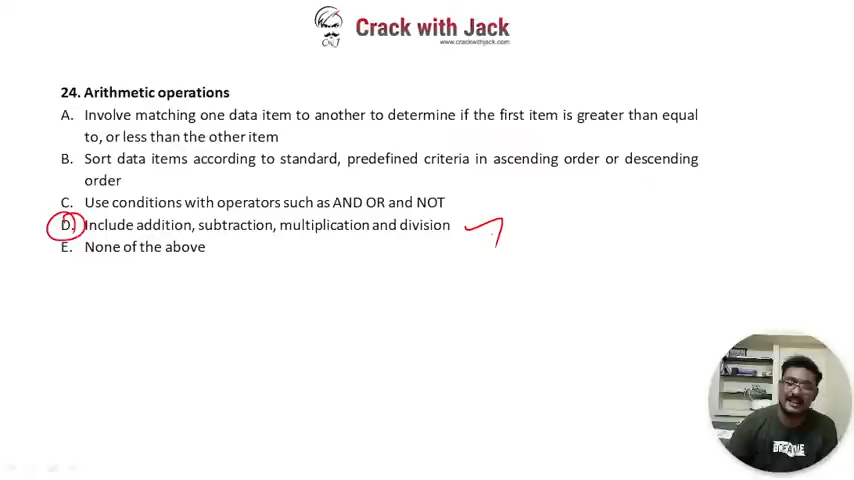 Crack with Jack
www.crackwithjack.com
CWJ
24. Arithmetic operations
A. Involve matching one data item to another to determine if the first item is greater than equal
to, or less than the other item
B. Sort data items according to standard, predefined criteria in ascending order or descending
order
C. Use conditions with operators such as AND OR and NOT
D. Include addition, subtraction, multiplication and division
E. None of the above